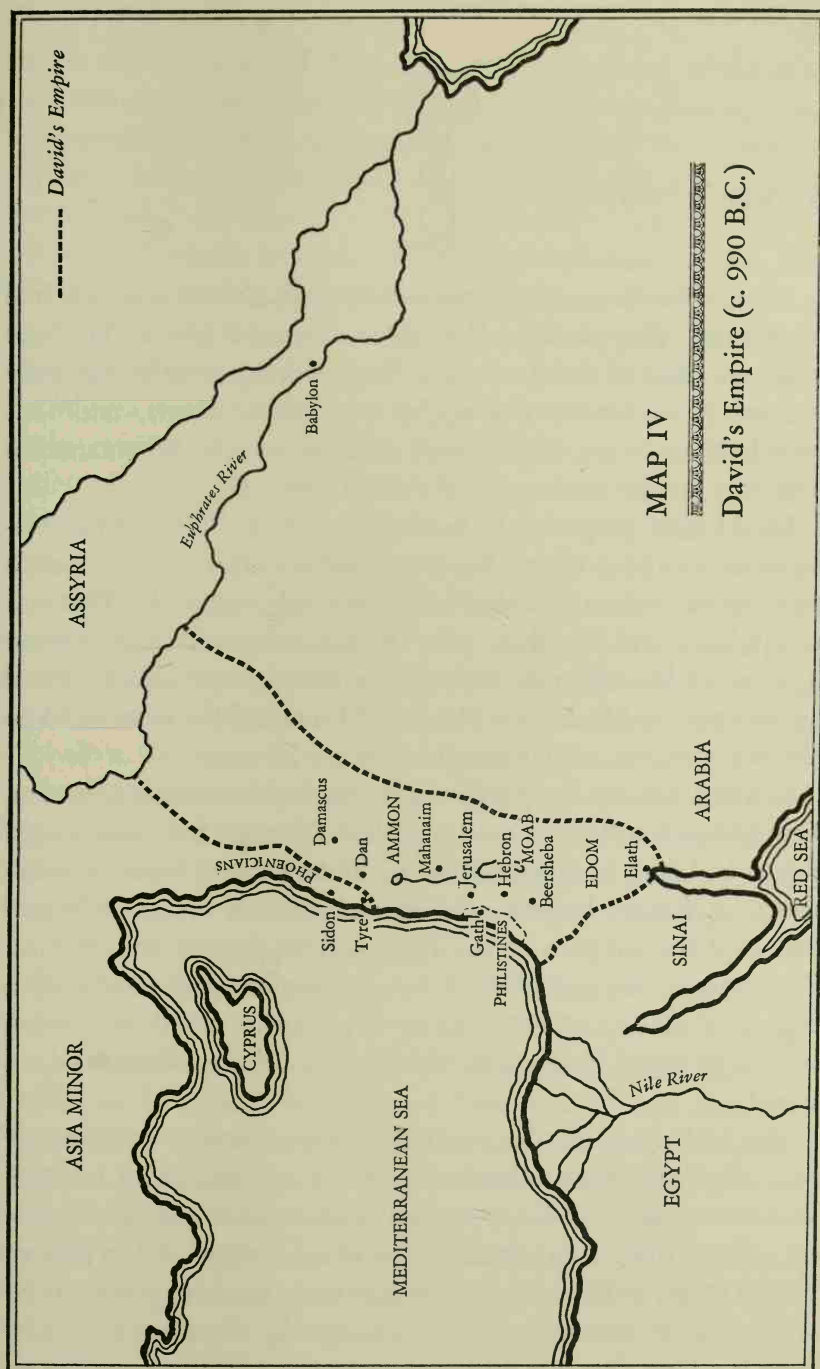 David's Empire
ASSYRIA
Euphrates River
Babylon
ASIA MINOR
CYPRUS
PHOENICIANS
Damascus
Sidon
Dan
Tyre
AMMON
Mahanaim
MEDITERRANEAN SEA
Jerusalem
Gath
Hebron
PHILISTINES
MOAB
Beersheba
EDOM
Elath
SINAI
ARABIA
RED SEA
Nile River
EGYPT
MAP IV
David's Empire (c. 990 B.C.)